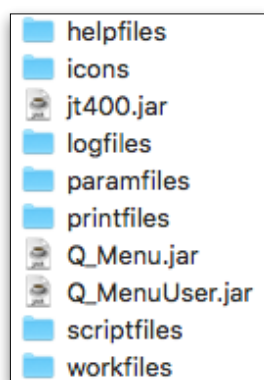 helpfiles
icons
jt400.jar
logfiles
paramfiles
printfiles
Q_Menu.jar
Q_MenuUser.jar
scriptfiles
workfiles